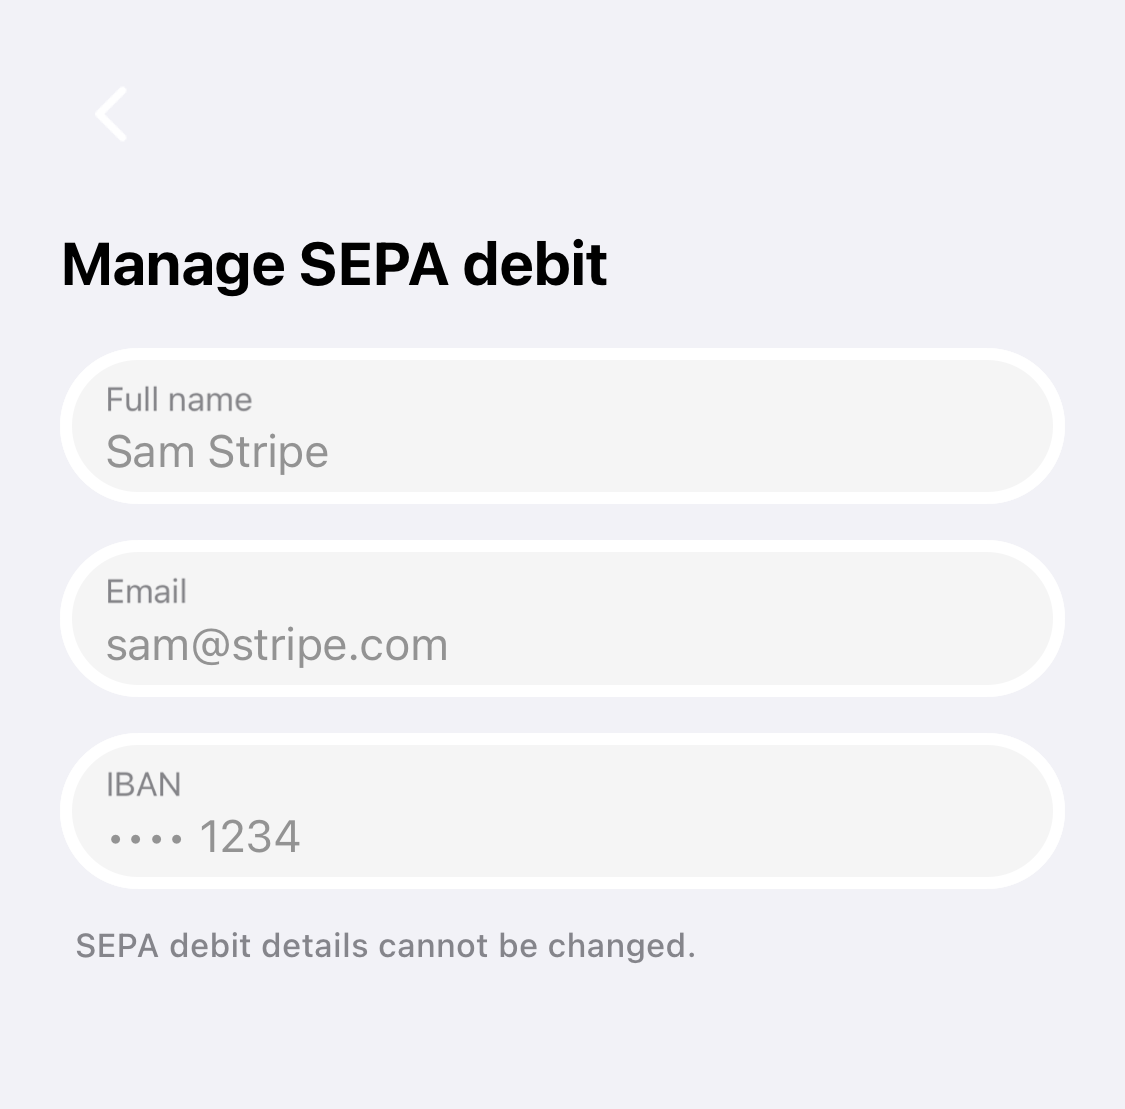 Manage SEPA debit
Full name
Sam Stripe
Email
sam@stripe.com
IBAN
•••• 1234
SEPA debit details cannot be changed.